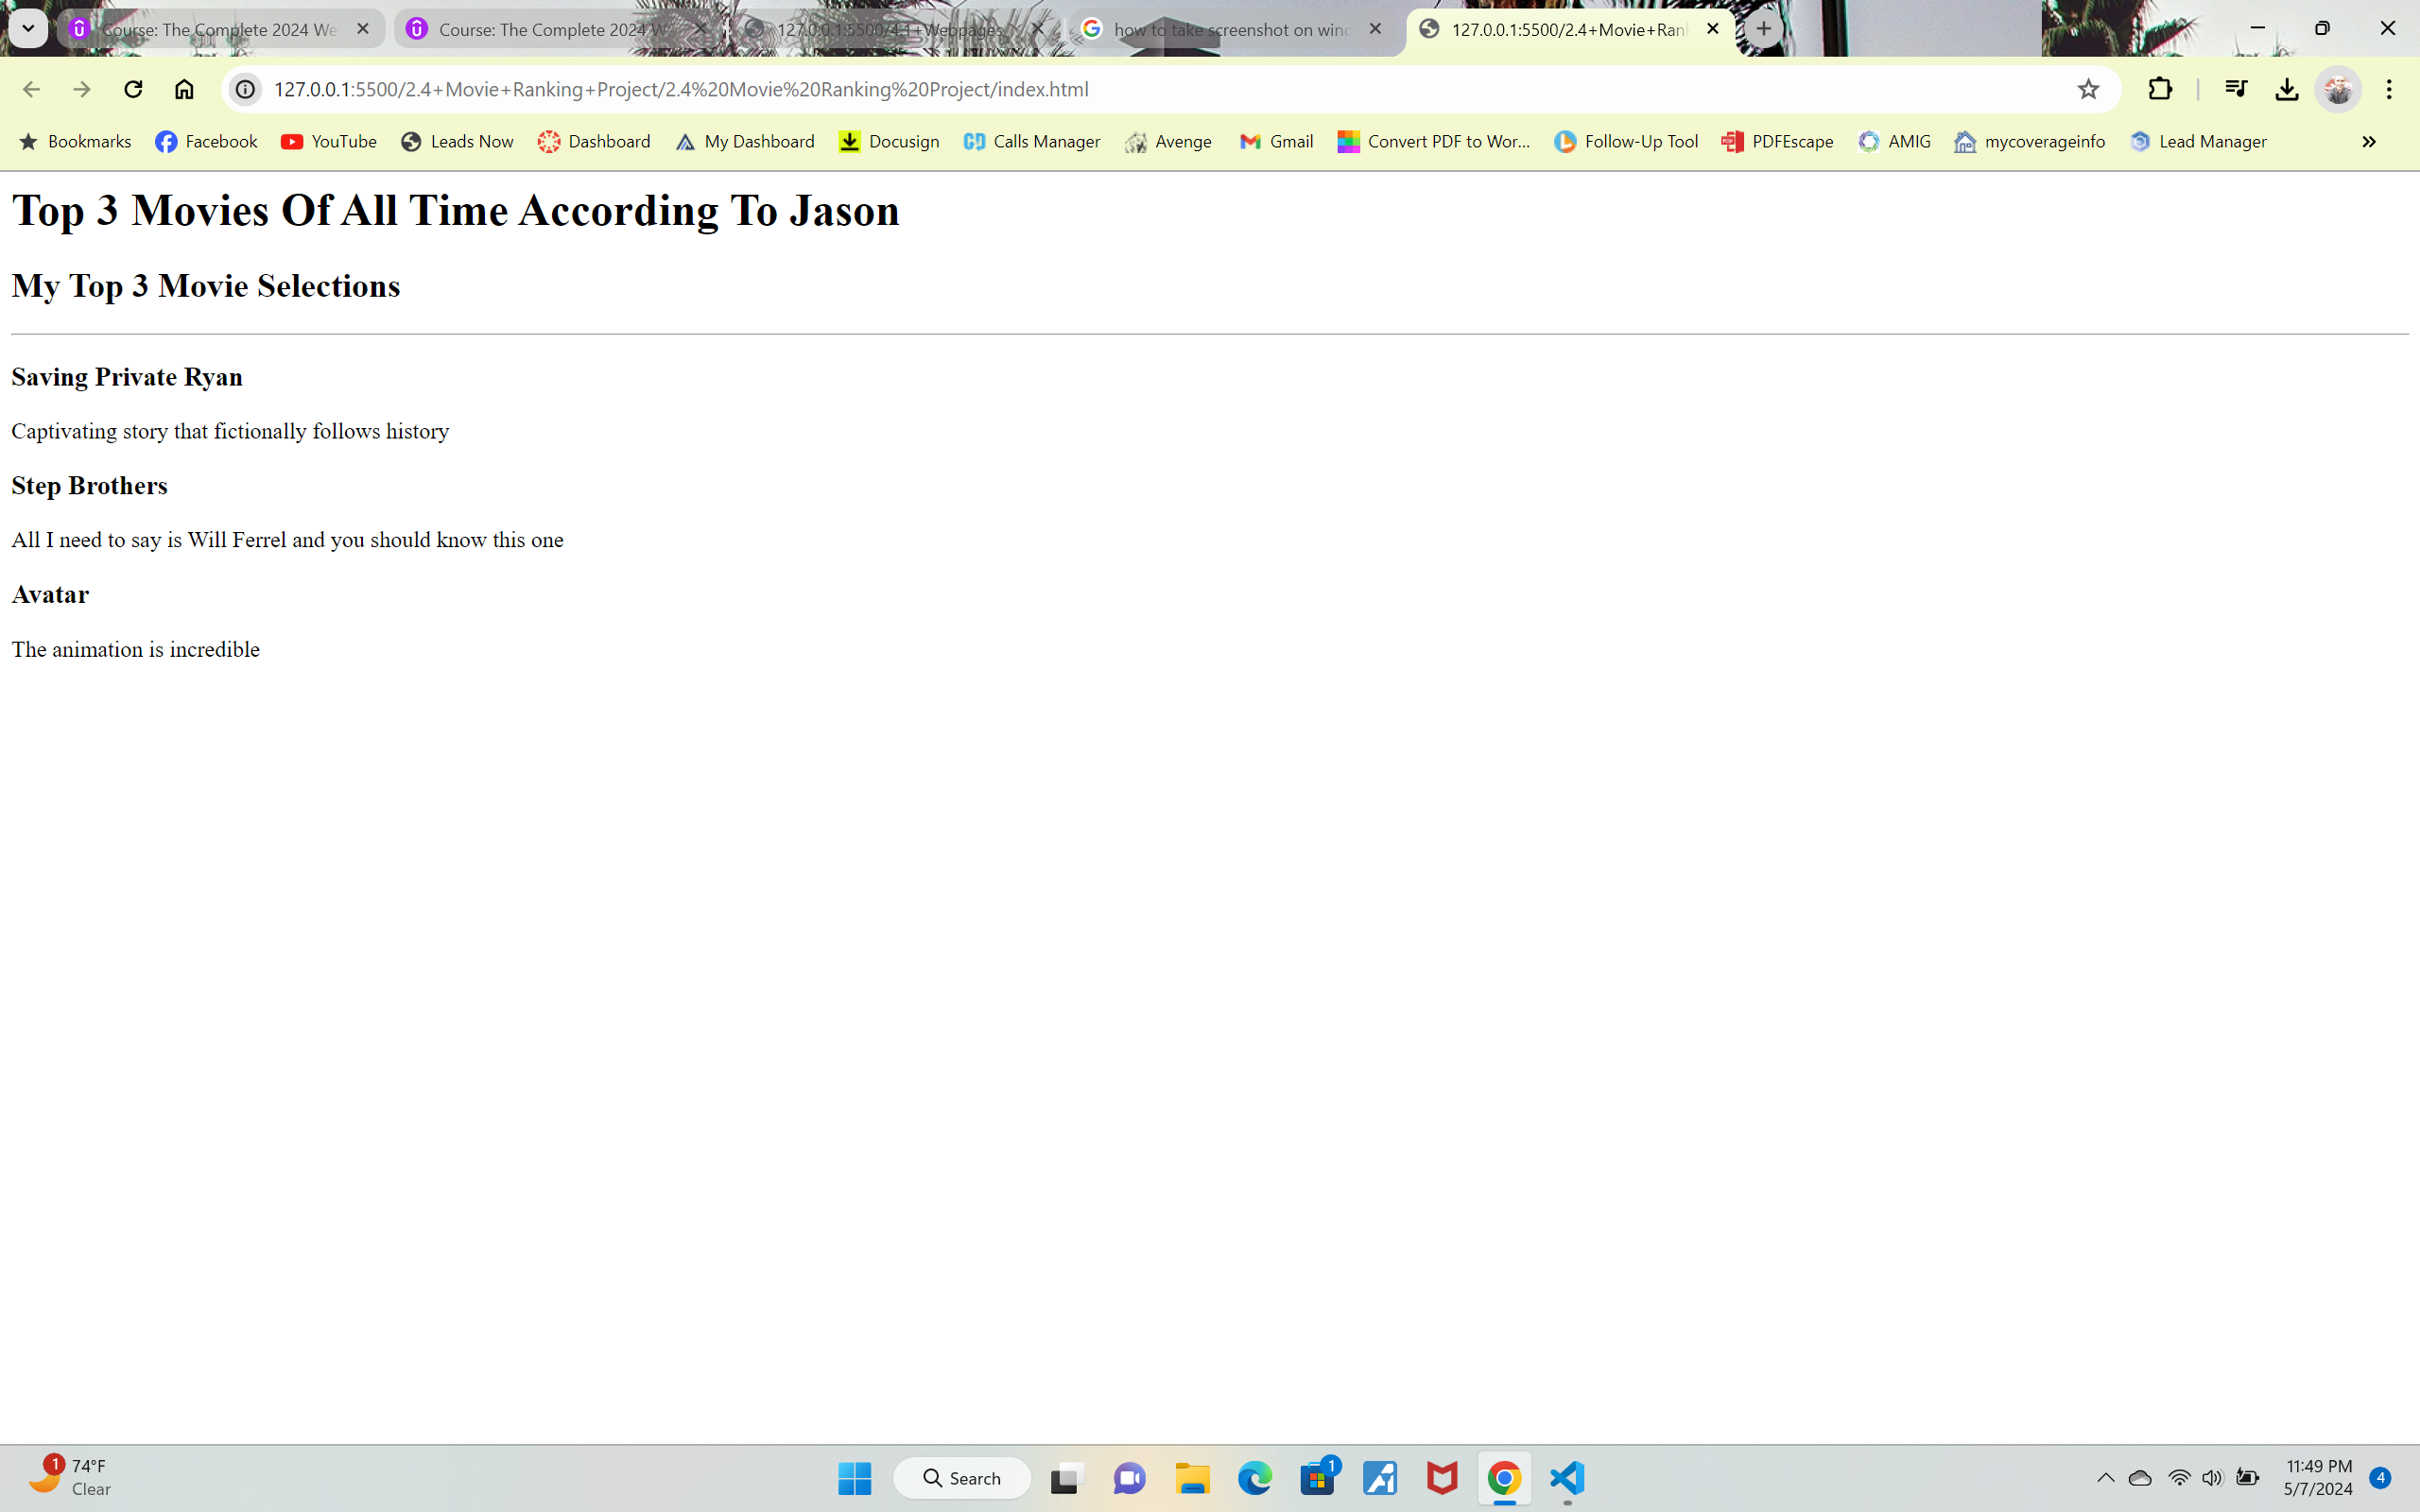 Course: The Complete 2024 We
Course: The Complete 2024 W
127.0.0.1:5500/4.1+Webpages
how to take screenshot on wind
127.0.0.1:5500/2.4+Movie+Rank
127.0.0.1:5500/2.4+Movie+Ranking+Project/2.4%20Movie%20Ranking%20Project/index.html
Bookmarks Facebook YouTube Leads Now Dashboard My Dashboard Docusign Calls Manager Avenge Gmail Convert PDF to Wor... Follow-Up Tool PDFEscape AMIG mycoverageinfo Lead Manager
Top 3 Movies Of All Time According To Jason
My Top 3 Movie Selections
Saving Private Ryan
Captivating story that fictionally follows history
Step Brothers
All I need to say is Will Ferrel and you should know this one
Avatar
The animation is incredible
1
74°F
Clear
Search
1
11:49 PM
5/7/2024
4